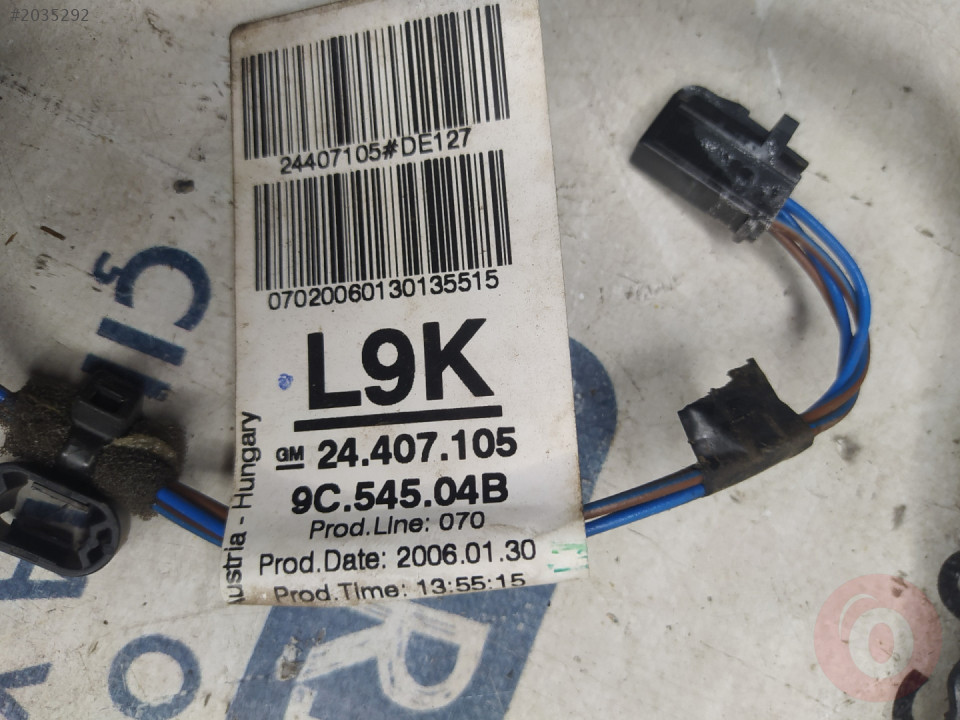 #2035292
24407105#DE127
07020060130135515
L9K
GM 24.407.105
9C.545.04B
Prod.Line: 070
Prod.Date: 2006.01.30
Prod.Time: 13:55:15
ustria - Hungary